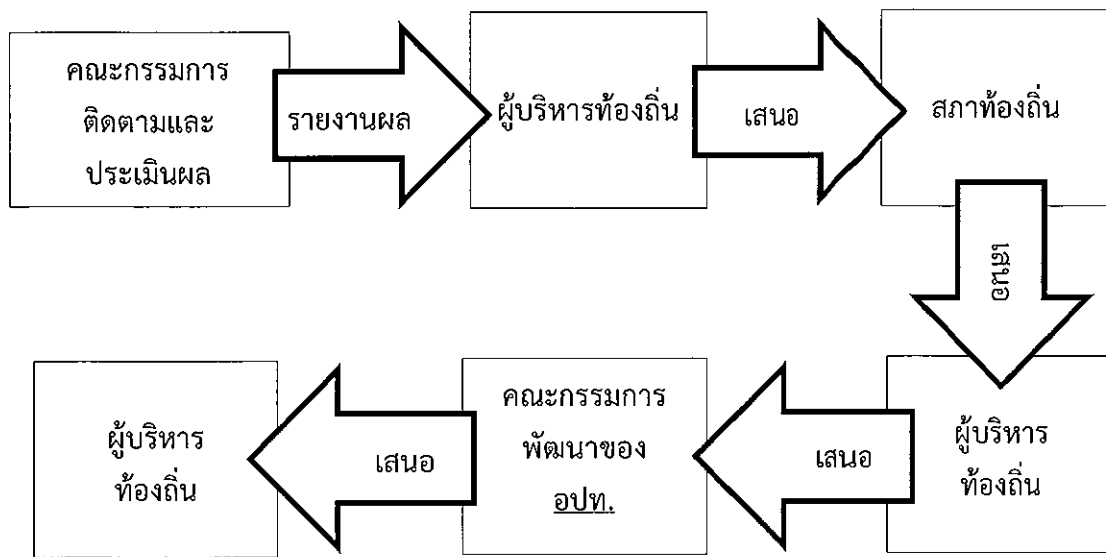 คณะกรรมการ
ติดตามและ
ประเมินผล
รายงานผล
ผู้บริหารท้องถิ่น
เสนอ
สภาท้องถิ่น
เสนอ
ผู้บริหาร
ท้องถิ่น
เสนอ
คณะกรรมการ
พัฒนาของ
อปท.
เสนอ
ผู้บริหาร
ท้องถิ่น